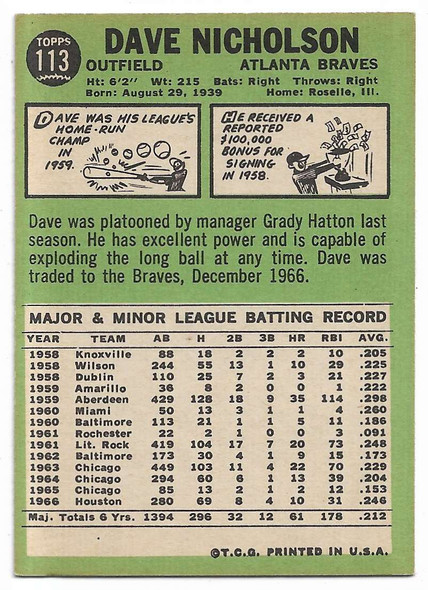 TOPPS
113
DAVE NICHOLSON
OUTFIELD ATLANTA BRAVES
Ht: 6'2" Wt: 215 Bats: Right Throws: Right
Born: August 29, 1939 Home: Roselle, Ill.
DAVE WAS HIS LEAGUE'S
HOME-RUN
CHAMP
IN
1959.
HE RECEIVED A
REPORTED
$100,000
BONUS FOR
SIGNING
IN 1958.
Dave was platooned by manager Grady Hatton last
season. He has excellent power and is capable of
exploding the long ball at any time. Dave was
traded to the Braves, December 1966.
MAJOR & MINOR LEAGUE BATTING RECORD
YEAR TEAM AB H 2B 3B HR RBI AVG.
1958 Knoxville 88 18 2 2 2 10 .205
1958 Wilson 244 55 13 1 10 29 .225
1958 Dublin 110 25 7 2 3 21 .227
1959 Amarillo 36 8 2 0 0 1 .222
1959 Aberdeen 429 128 18 9 35 114 .298
1960 Miami 50 13 3 1 1 4 .260
1960 Baltimore 113 21 1 1 5 11 .186
1961 Rochester 22 2 1 0 0 3 .091
1961 Lit. Rock 419 104 17 7 20 73 .248
1962 Baltimore 173 30 4 1 9 15 .173
1963 Chicago 449 103 11 4 22 70 .229
1964 Chicago 294 60 6 1 13 39 .204
1965 Chicago 85 13 2 1 2 12 .153
1966 Houston 280 69 8 4 10 31 .246
Maj. Totals 6 Yrs. 1394 296 32 12 61 178 .212
©T.C.G. PRINTED IN U.S.A.